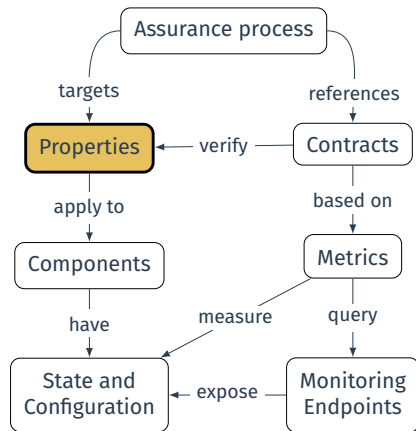 Assurance process
targets
references
Properties
verify
Contracts
apply to
based on
Components
Metrics
have
measure
query
State and
Configuration
expose
Monitoring
Endpoints